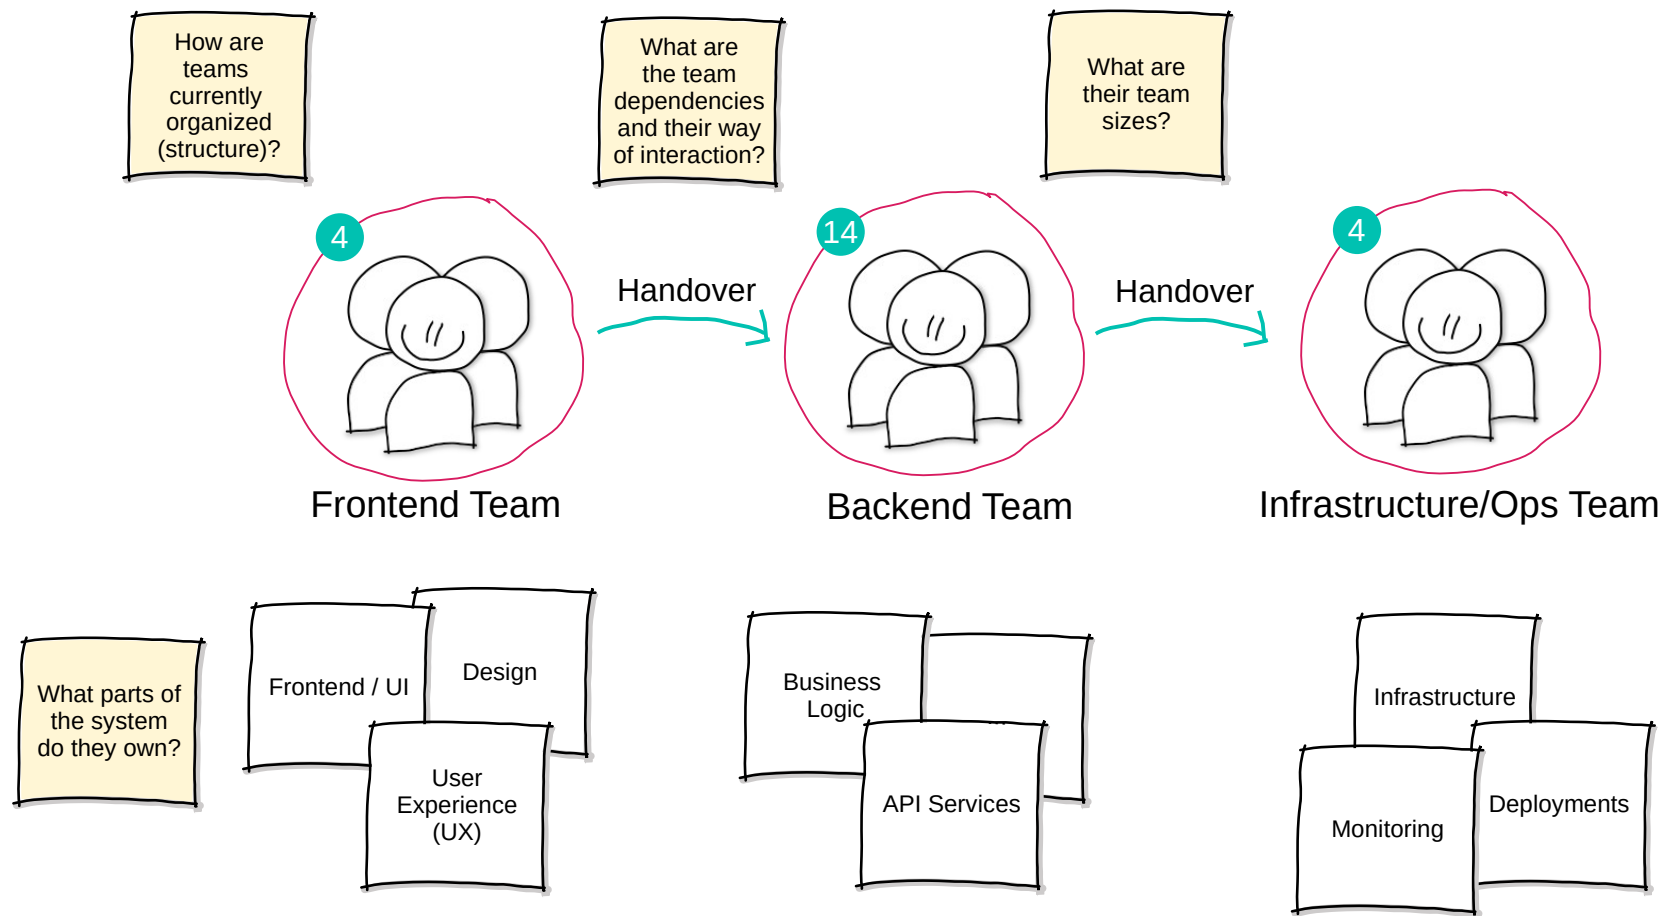 How are
teams
currently
organized
(structure)?
What are
the team
dependencies
and their way
of interaction?
What are
their team
sizes?
4
14
4
Handover
Handover
Frontend Team
Backend Team
Infrastructure/Ops Team
What parts of
the system
do they own?
Frontend / UI
Design
User
Experience
(UX)
Business
Logic
API Services
Infrastructure
Deployments
Monitoring